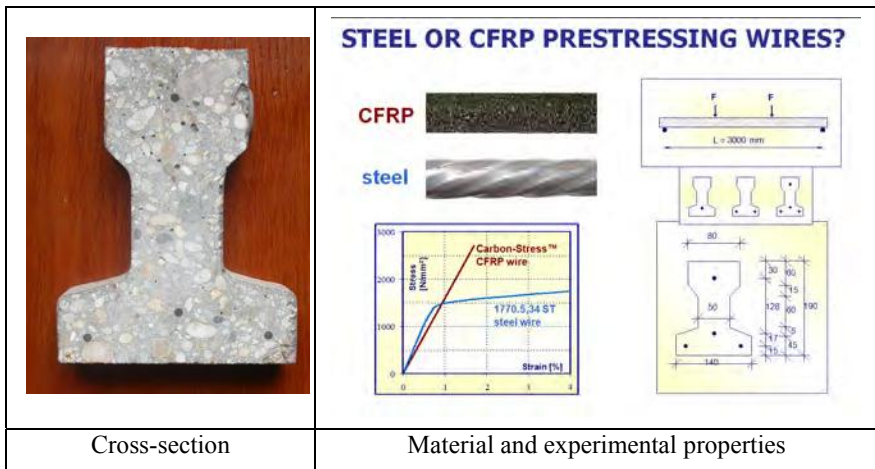 STEEL OR CFRP PRESTRESSING WIRES?
CFRP
steel
F F
L = 3000 mm
3000
2000
1000
0
Stress
[N/mm²]
Carbon-Stress™
CFRP wire
1770.5,34 ST
steel wire
Strain [%]
0 1 2 3 4
80
50
140
30
128
17
15
60
15
60
5
45
190
Cross-section
Material and experimental properties